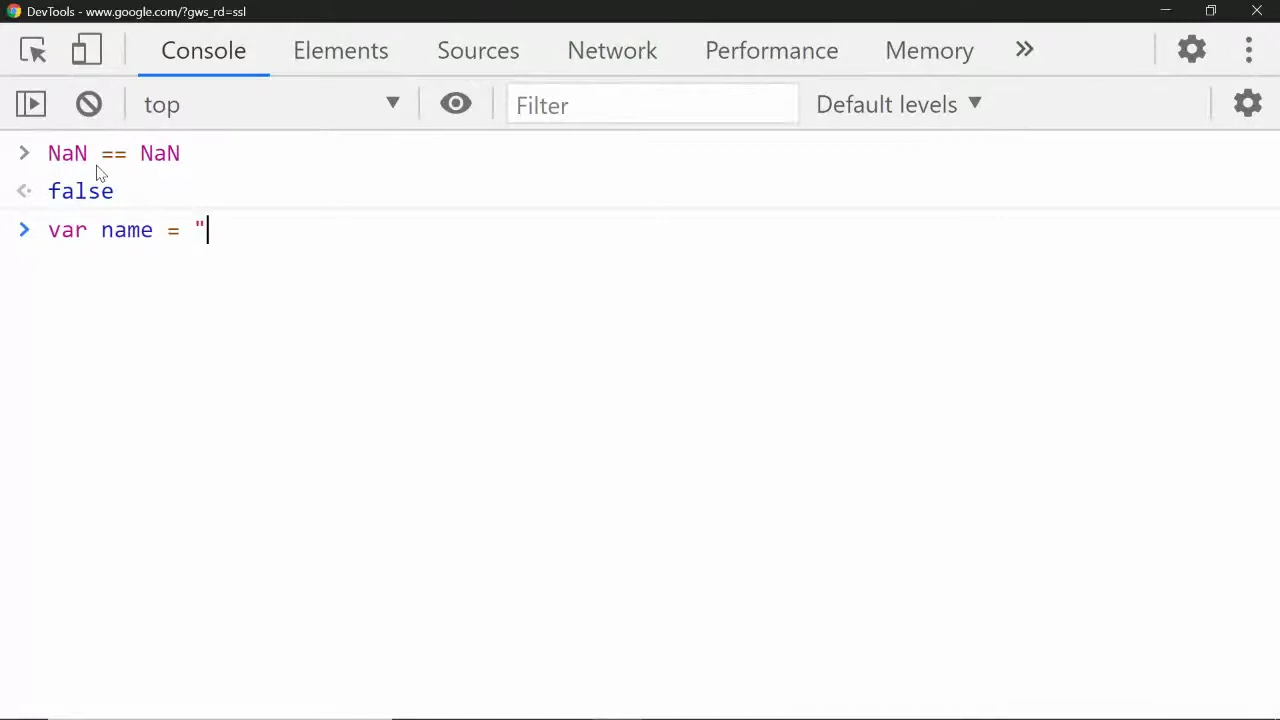 DevTools - www.google.com/?gws_rd=ssl
Console Elements Sources Network Performance Memory »
top Filter Default levels
> NaN == NaN
false
> var name = "